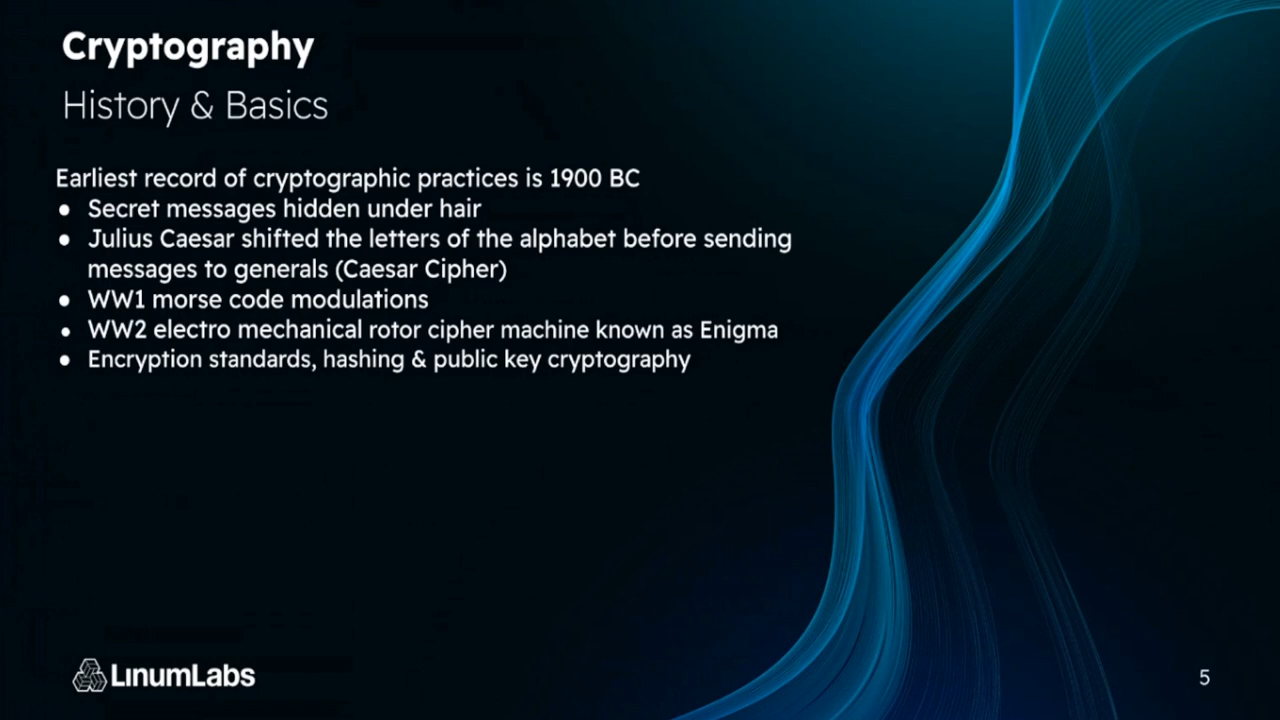 Cryptography
History & Basics
Earliest record of cryptographic practices is 1900 BC
● Secret messages hidden under hair
● Julius Caesar shifted the letters of the alphabet before sending
messages to generals (Caesar Cipher)
● WW1 morse code modulations
● WW2 electro mechanical rotor cipher machine known as Enigma
● Encryption standards, hashing & public key cryptography
LinumLabs
5